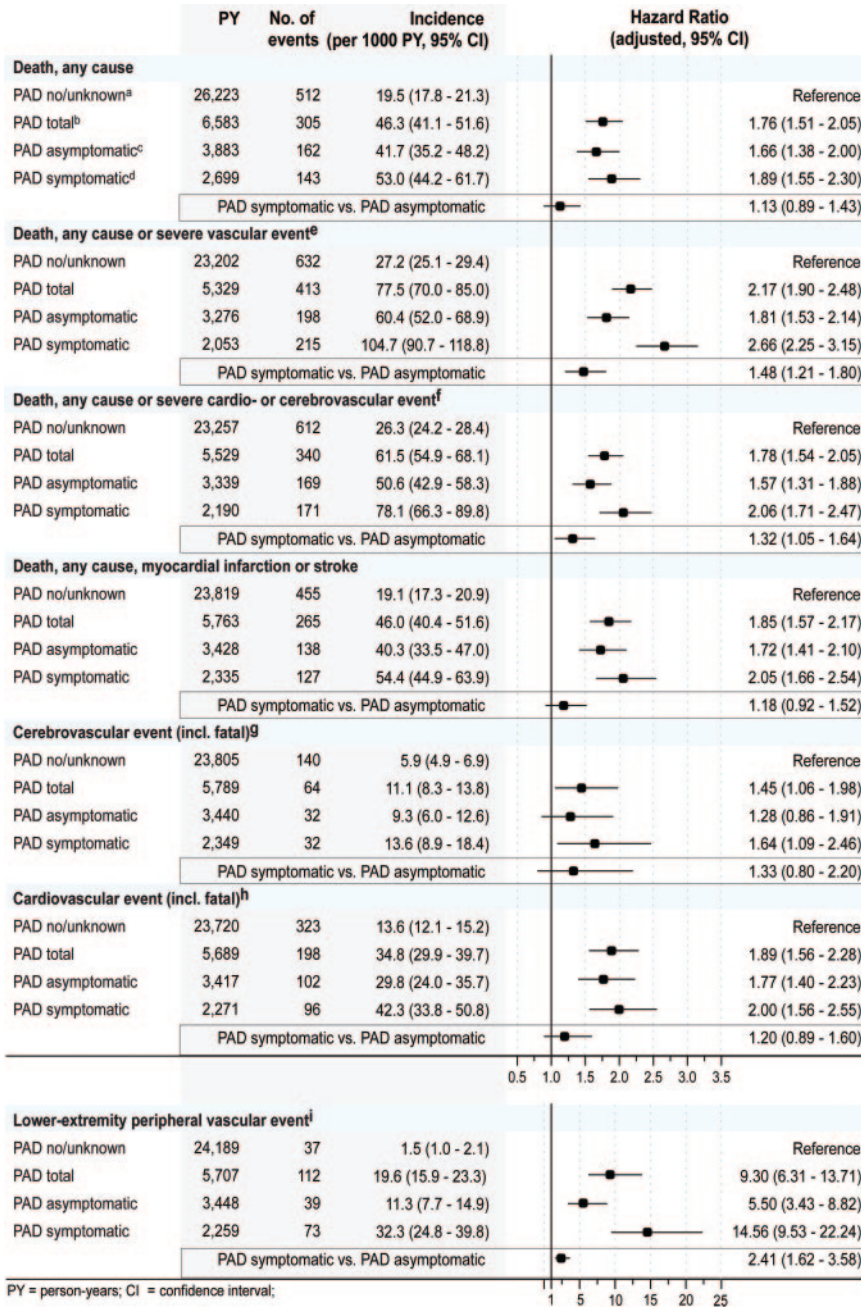 PY No. of events Incidence (per 1000 PY, 95% CI) Hazard Ratio (adjusted, 95% CI)
Death, any cause
PAD no/unknownᵃ 26,223 512 19.5 (17.8 - 21.3) Reference
PAD totalᵇ 6,583 305 46.3 (41.1 - 51.6) 1.76 (1.51 - 2.05)
PAD asymptomaticᶜ 3,883 162 41.7 (35.2 - 48.2) 1.66 (1.38 - 2.00)
PAD symptomaticᵈ 2,699 143 53.0 (44.2 - 61.7) 1.89 (1.55 - 2.30)
PAD symptomatic vs. PAD asymptomatic 1.13 (0.89 - 1.43)
Death, any cause or severe vascular eventᵉ
PAD no/unknown 23,202 632 27.2 (25.1 - 29.4) Reference
PAD total 5,329 413 77.5 (70.0 - 85.0) 2.17 (1.90 - 2.48)
PAD asymptomatic 3,276 198 60.4 (52.0 - 68.9) 1.81 (1.53 - 2.14)
PAD symptomatic 2,053 215 104.7 (90.7 - 118.8) 2.66 (2.25 - 3.15)
PAD symptomatic vs. PAD asymptomatic 1.48 (1.21 - 1.80)
Death, any cause or severe cardio- or cerebrovascular eventᶠ
PAD no/unknown 23,257 612 26.3 (24.2 - 28.4) Reference
PAD total 5,529 340 61.5 (54.9 - 68.1) 1.78 (1.54 - 2.05)
PAD asymptomatic 3,339 169 50.6 (42.9 - 58.3) 1.57 (1.31 - 1.88)
PAD symptomatic 2,190 171 78.1 (66.3 - 89.8) 2.06 (1.71 - 2.47)
PAD symptomatic vs. PAD asymptomatic 1.32 (1.05 - 1.64)
Death, any cause, myocardial infarction or stroke
PAD no/unknown 23,819 455 19.1 (17.3 - 20.9) Reference
PAD total 5,763 265 46.0 (40.4 - 51.6) 1.85 (1.57 - 2.17)
PAD asymptomatic 3,428 138 40.3 (33.5 - 47.0) 1.72 (1.41 - 2.10)
PAD symptomatic 2,335 127 54.4 (44.9 - 63.9) 2.05 (1.66 - 2.54)
PAD symptomatic vs. PAD asymptomatic 1.18 (0.92 - 1.52)
Cerebrovascular event (incl. fatal)ᵍ
PAD no/unknown 23,805 140 5.9 (4.9 - 6.9) Reference
PAD total 5,789 64 11.1 (8.3 - 13.8) 1.45 (1.06 - 1.98)
PAD asymptomatic 3,440 32 9.3 (6.0 - 12.6) 1.28 (0.86 - 1.91)
PAD symptomatic 2,349 32 13.6 (8.9 - 18.4) 1.64 (1.09 - 2.46)
PAD symptomatic vs. PAD asymptomatic 1.33 (0.80 - 2.20)
Cardiovascular event (incl. fatal)ʰ
PAD no/unknown 23,720 323 13.6 (12.1 - 15.2) Reference
PAD total 5,689 198 34.8 (29.9 - 39.7) 1.89 (1.56 - 2.28)
PAD asymptomatic 3,417 102 29.8 (24.0 - 35.7) 1.77 (1.40 - 2.23)
PAD symptomatic 2,271 96 42.3 (33.8 - 50.8) 2.00 (1.56 - 2.55)
PAD symptomatic vs. PAD asymptomatic 1.20 (0.89 - 1.60)
0.5 1.0 1.5 2.0 2.5 3.0 3.5
Lower-extremity peripheral vascular eventⁱ
PAD no/unknown 24,189 37 1.5 (1.0 - 2.1) Reference
PAD total 5,707 112 19.6 (15.9 - 23.3) 9.30 (6.31 - 13.71)
PAD asymptomatic 3,448 39 11.3 (7.7 - 14.9) 5.50 (3.43 - 8.82)
PAD symptomatic 2,259 73 32.3 (24.8 - 39.8) 14.56 (9.53 - 22.24)
PAD symptomatic vs. PAD asymptomatic 2.41 (1.62 - 3.58)
PY = person-years; CI = confidence interval;
1 5 10 15 20 25